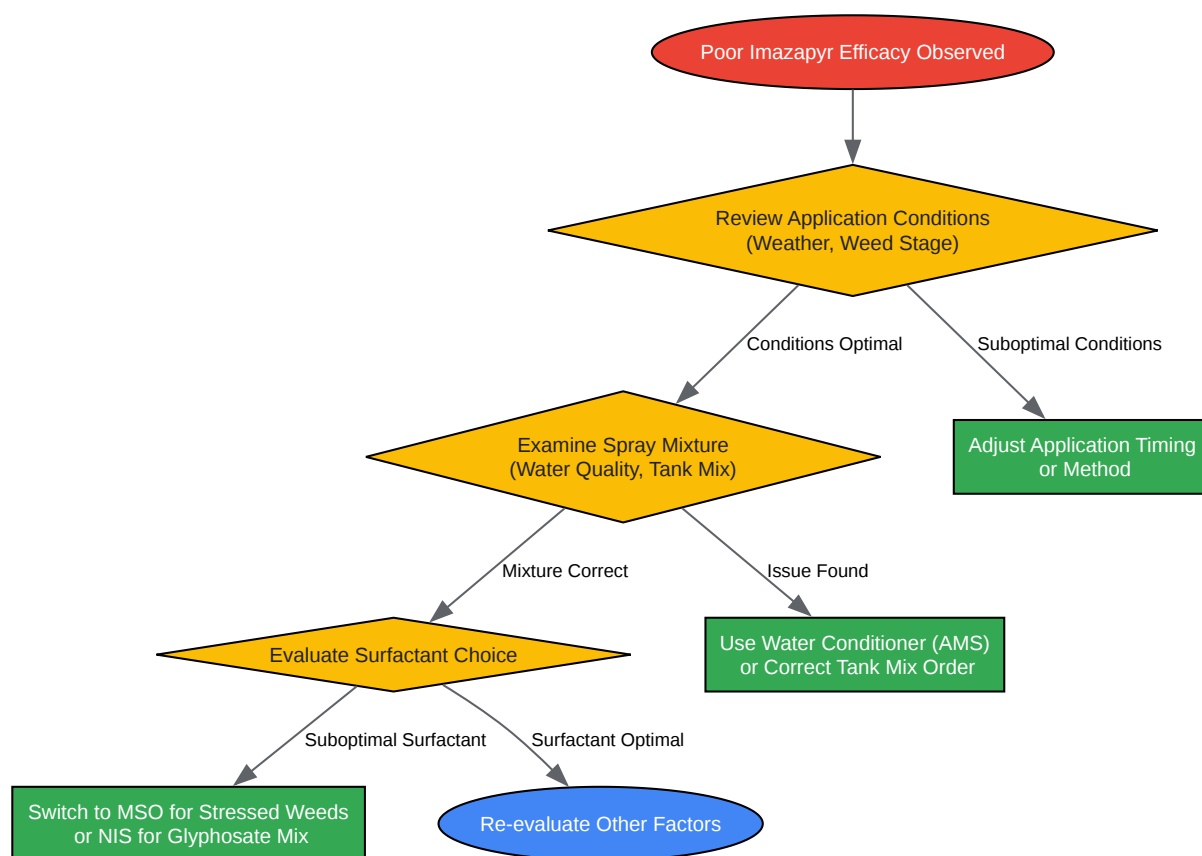 Poor Imazapyr Efficacy Observed
Review Application Conditions
(Weather, Weed Stage)
Conditions Optimal
Suboptimal Conditions
Examine Spray Mixture
(Water Quality, Tank Mix)
Adjust Application Timing
or Method
Mixture Correct
Issue Found
Evaluate Surfactant Choice
Use Water Conditioner (AMS)
or Correct Tank Mix Order
Suboptimal Surfactant
Surfactant Optimal
Switch to MSO for Stressed Weeds
or NIS for Glyphosate Mix
Re-evaluate Other Factors